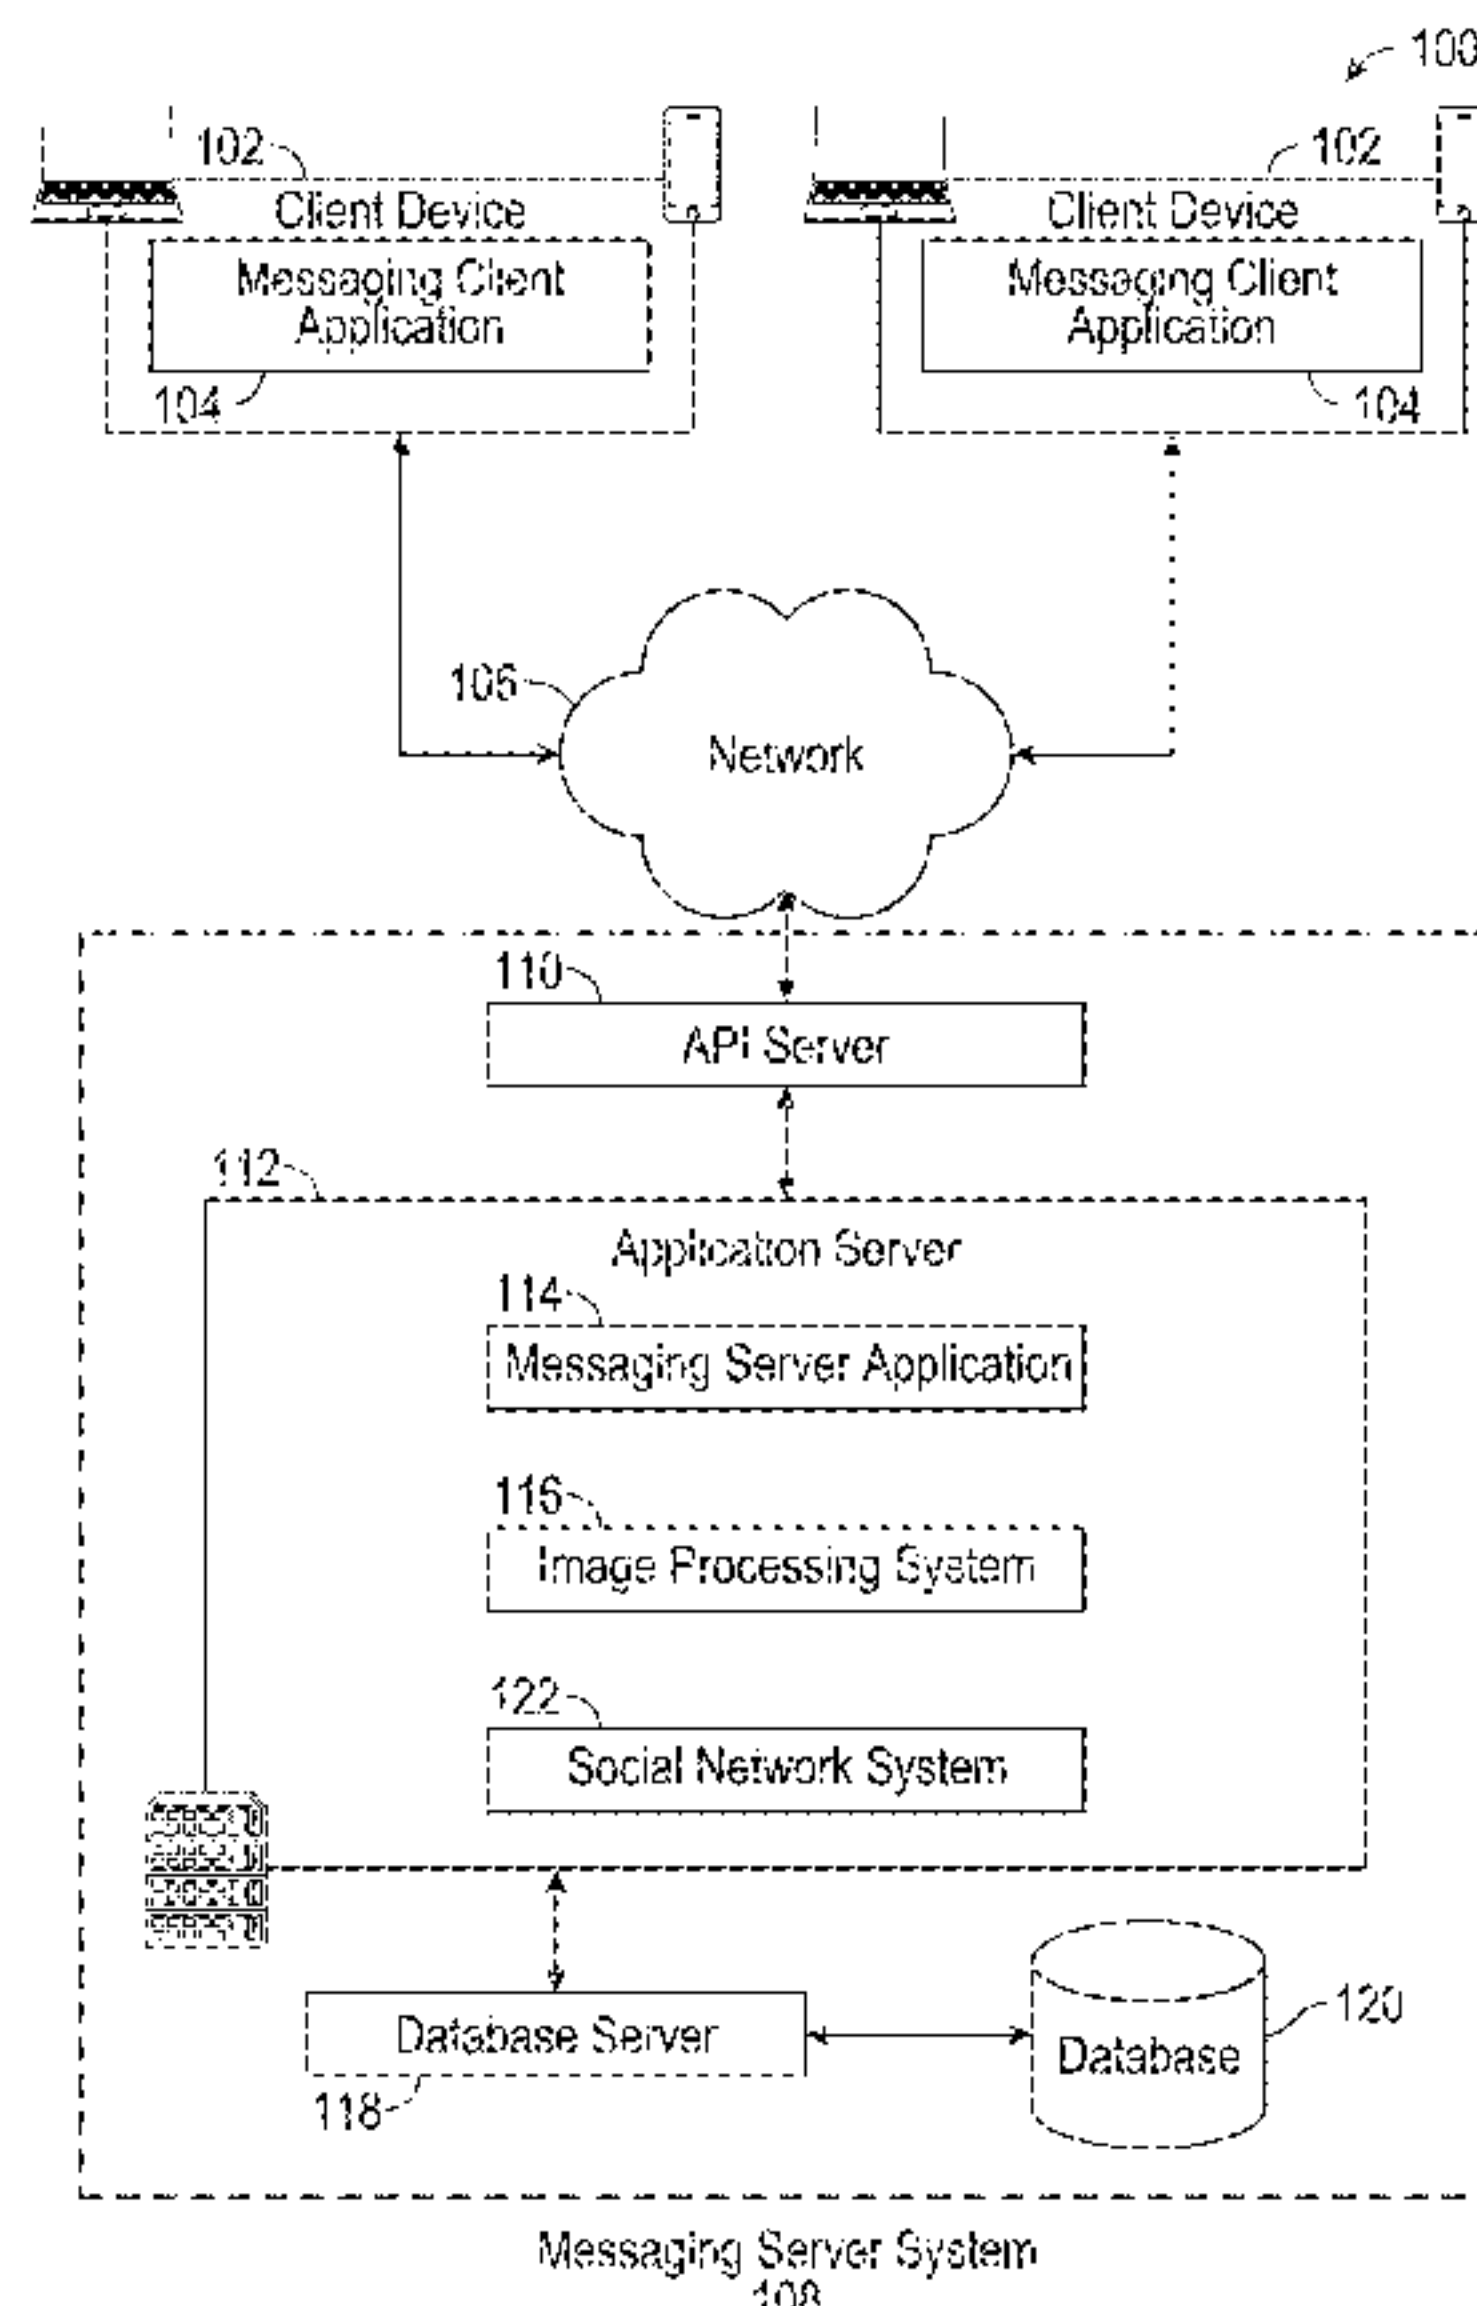 100
102
102
Client Device
Client Device
Messaging Client
Application
Messaging Client
Application
104
104
106
Network
110
API Server
112
Application Server
114
Messaging Server Application
116
Image Processing System
122
Social Network System
Database Server
118
Database
120
Messaging Server System
108